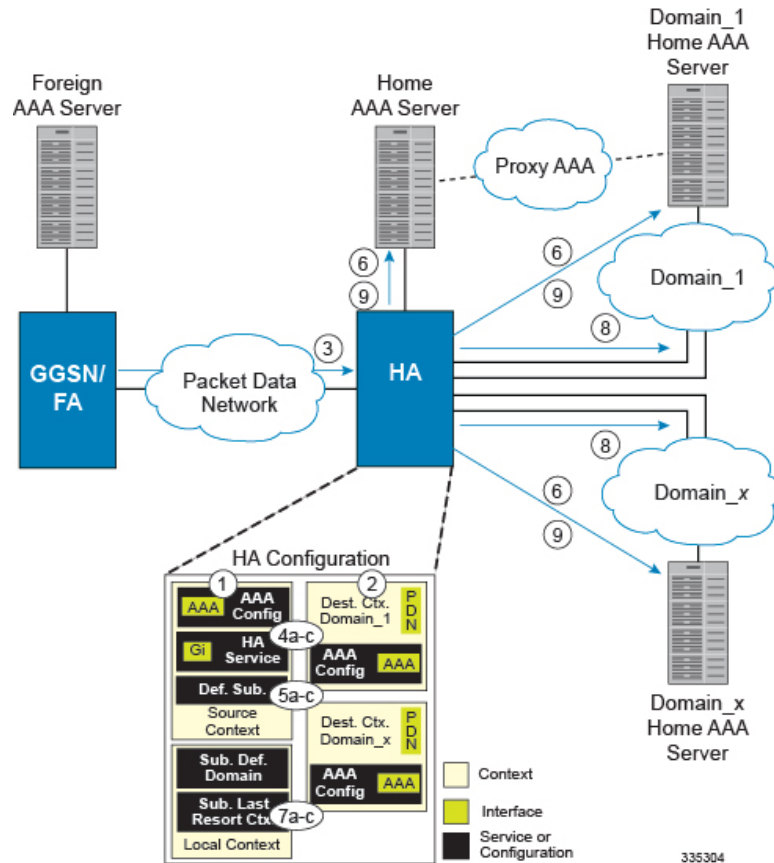 Domain_1
Home AAA
Server
Foreign
AAA Server
Home
AAA Server
Proxy AAA
6
9
6
9
Domain_1
8
3
GGSN/
FA
Packet Data
Network
HA
8
6
9
Domain_x
HA Configuration
1
2
AAA
AAA
Config
Dest. Ctx.
Domain_1
PDN
4a-c
Gi
HA
Service
AAA
Config
AAA
Def. Sub.
5a-c
Source
Context
Dest. Ctx.
Domain_x
PDN
Sub. Def.
Domain
AAA
Config
AAA
Sub. Last
Resort Ctx
7a-c
Local Context
Domain_x
Home AAA
Server
Context
Interface
Service or
Configuration
335304